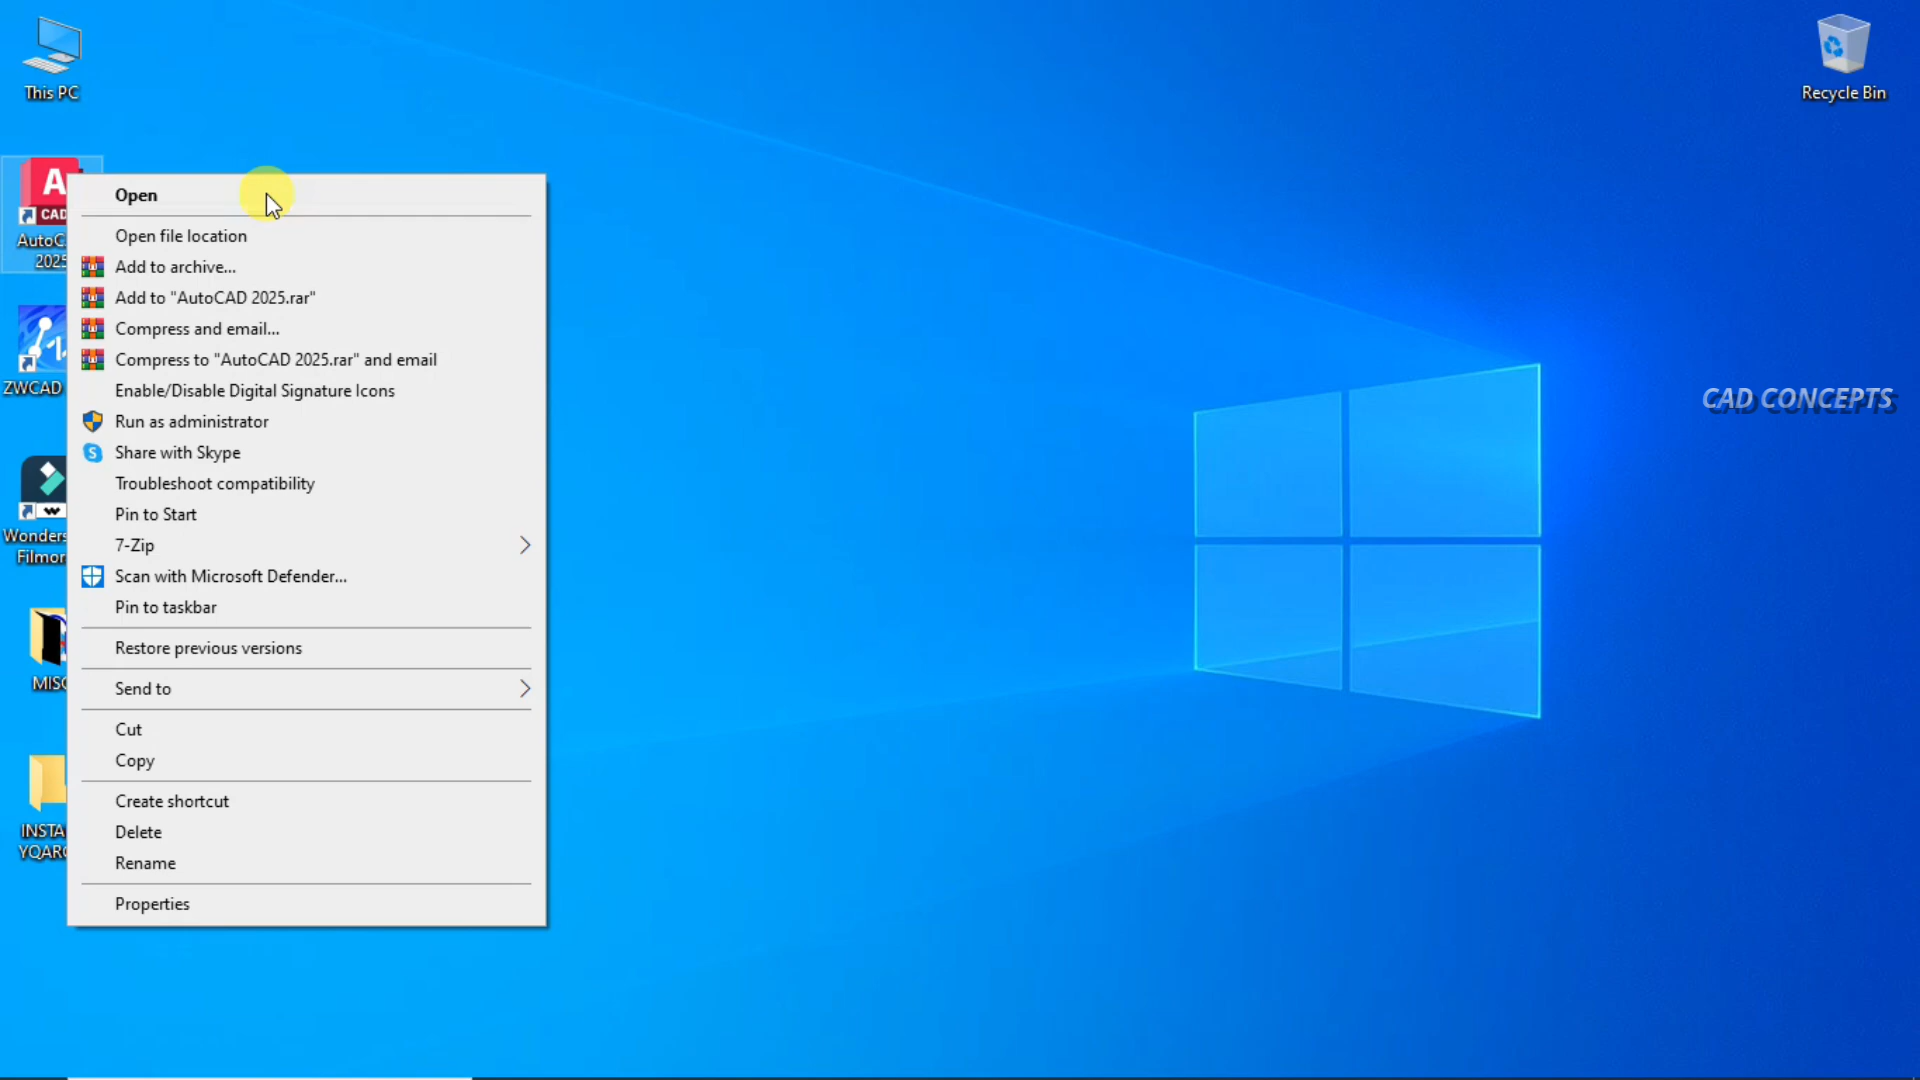 This PC
Recycle Bin
A
CAD
AutoC
2025
Open
Open file location
Add to archive...
Add to "AutoCAD 2025.rar"
Compress and email...
Compress to "AutoCAD 2025.rar" and email
Enable/Disable Digital Signature Icons
Run as administrator
S
Share with Skype
Troubleshoot compatibility
Pin to Start
7-Zip
Scan with Microsoft Defender...
Pin to taskbar
Restore previous versions
Send to
Cut
Copy
Create shortcut
Delete
Rename
Properties
ZWCAD
Wonders
Filmor
MISC
INSTA
YQAR
CAD CONCEPTS